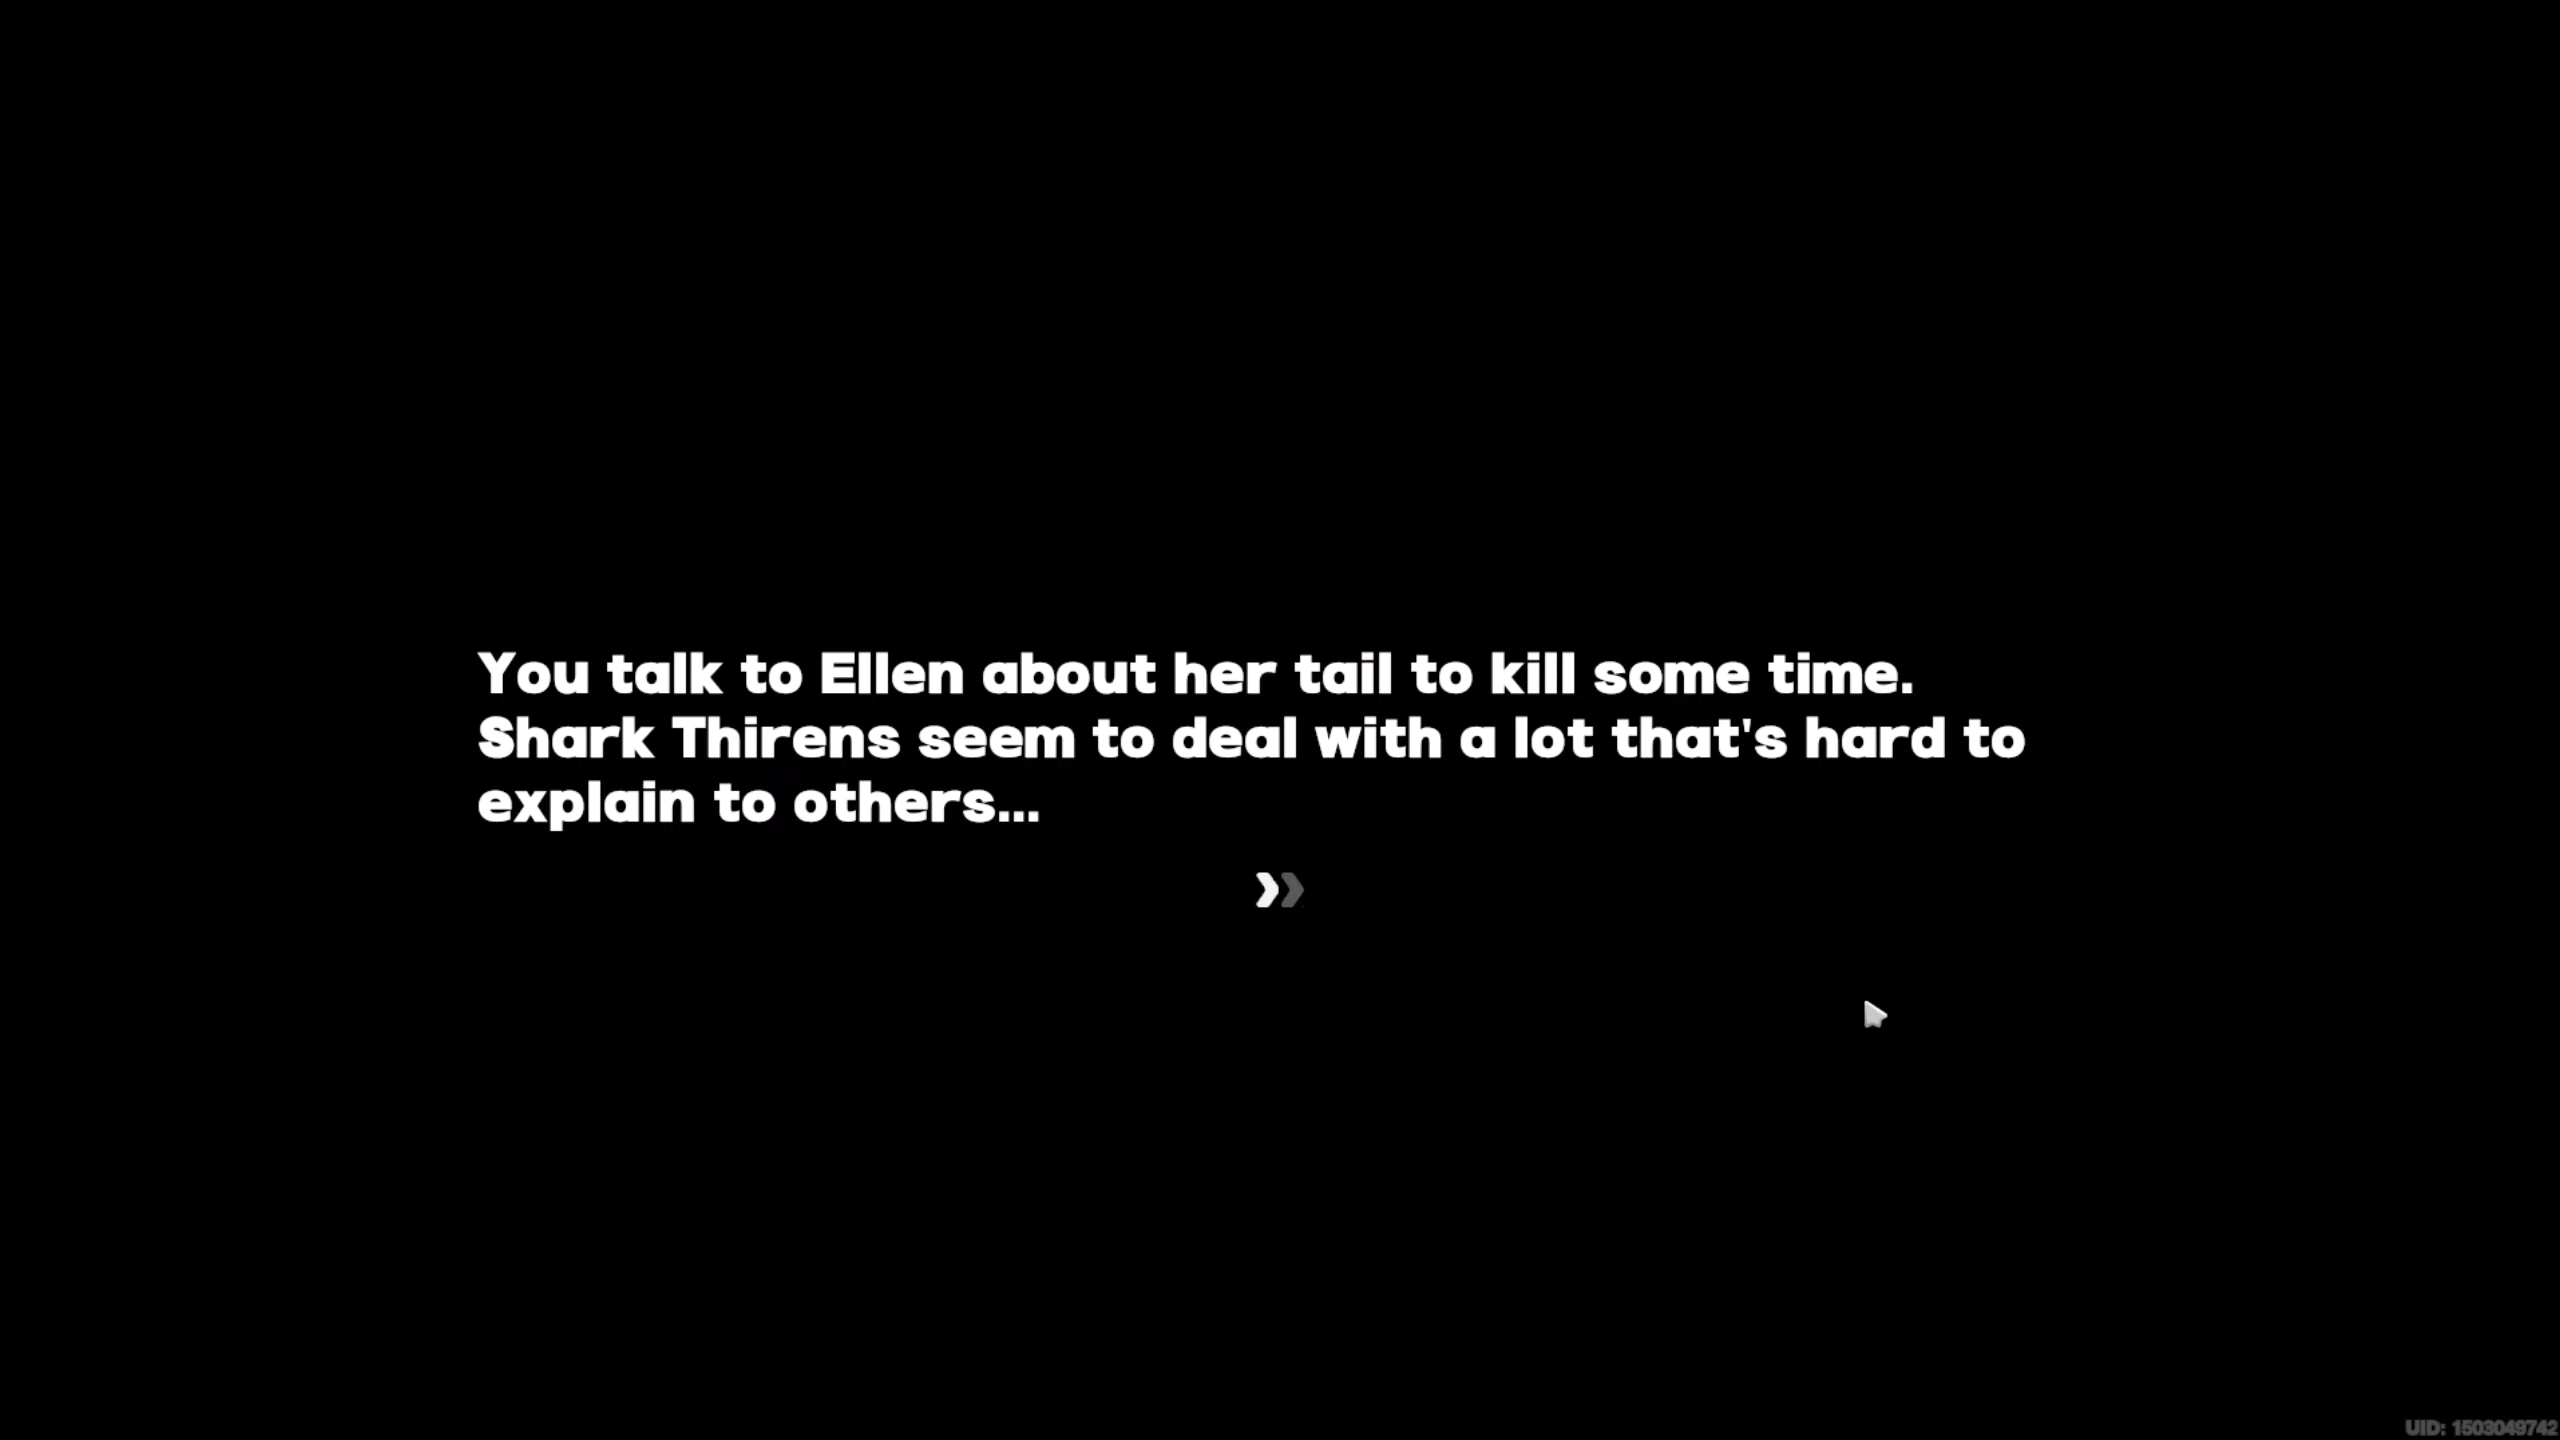 You talk to Ellen about her tail to kill some time.
Shark Thirens seem to deal with a lot that's hard to
explain to others...
UID: 1503049742